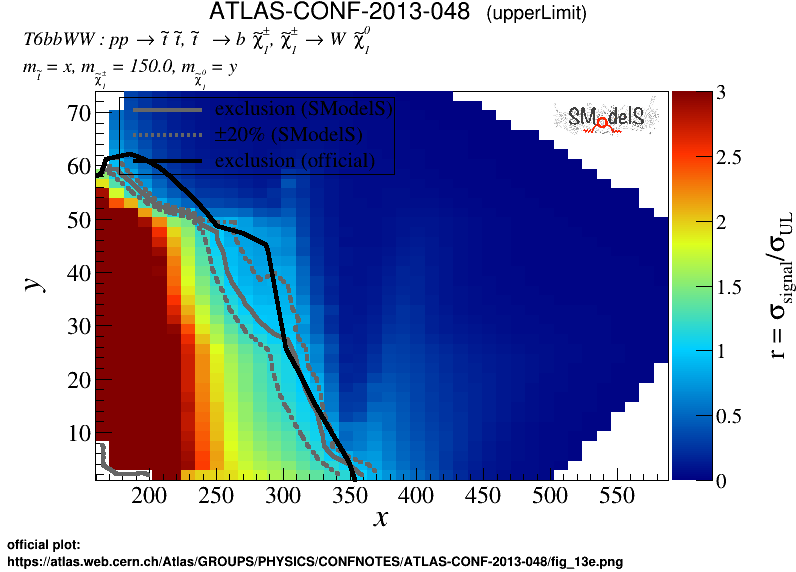 ATLAS-CONF-2013-048 (upperLimit)
T6bbWW : pp → t̃ t̃, t̃ → b χ̃₁±, χ̃₁± → W χ̃₁⁰
m_t̃ = x, m_χ̃₁± = 150.0, m_χ̃₁⁰ = y
exclusion (SModelS)
±20% (SModelS)
exclusion (official)
SModelS
70
60
50
40
30
20
10
y
200 250 300 350 400 450 500 550
x
3
2.5
2
1.5
1
0.5
0
r = σ_signal/σ_UL
official plot:
https://atlas.web.cern.ch/Atlas/GROUPS/PHYSICS/CONFNOTES/ATLAS-CONF-2013-048/fig_13e.png